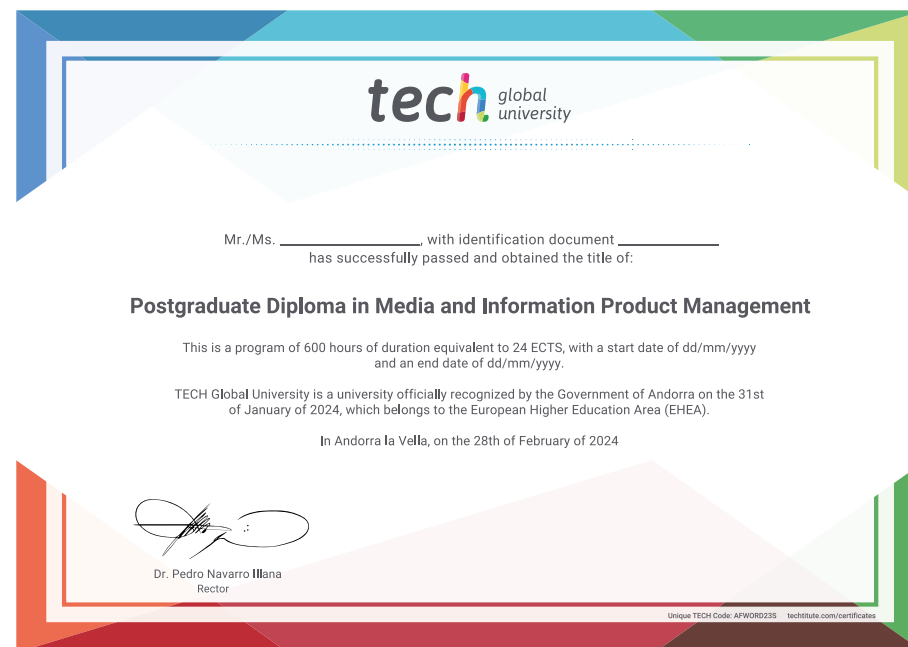 tech global
university
Mr./Ms. ____________, with identification document ____________
has successfully passed and obtained the title of:
Postgraduate Diploma in Media and Information Product Management
This is a program of 600 hours of duration equivalent to 24 ECTS, with a start date of dd/mm/yyyy
and an end date of dd/mm/yyyy.
TECH Global University is a university officially recognized by the Government of Andorra on the 31st
of January of 2024, which belongs to the European Higher Education Area (EHEA).
In Andorra la Vella, on the 28th of February of 2024
Dr. Pedro Navarro Illana
Rector
Unique TECH Code: AFWORD23S techtitute.com/certificates